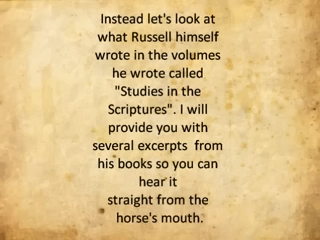 Instead let's look at
what Russell himself
wrote in the volumes
he wrote called
"Studies in the
Scriptures". I will
provide you with
several excerpts  from
his books so you can
hear it
straight from the
horse's mouth.